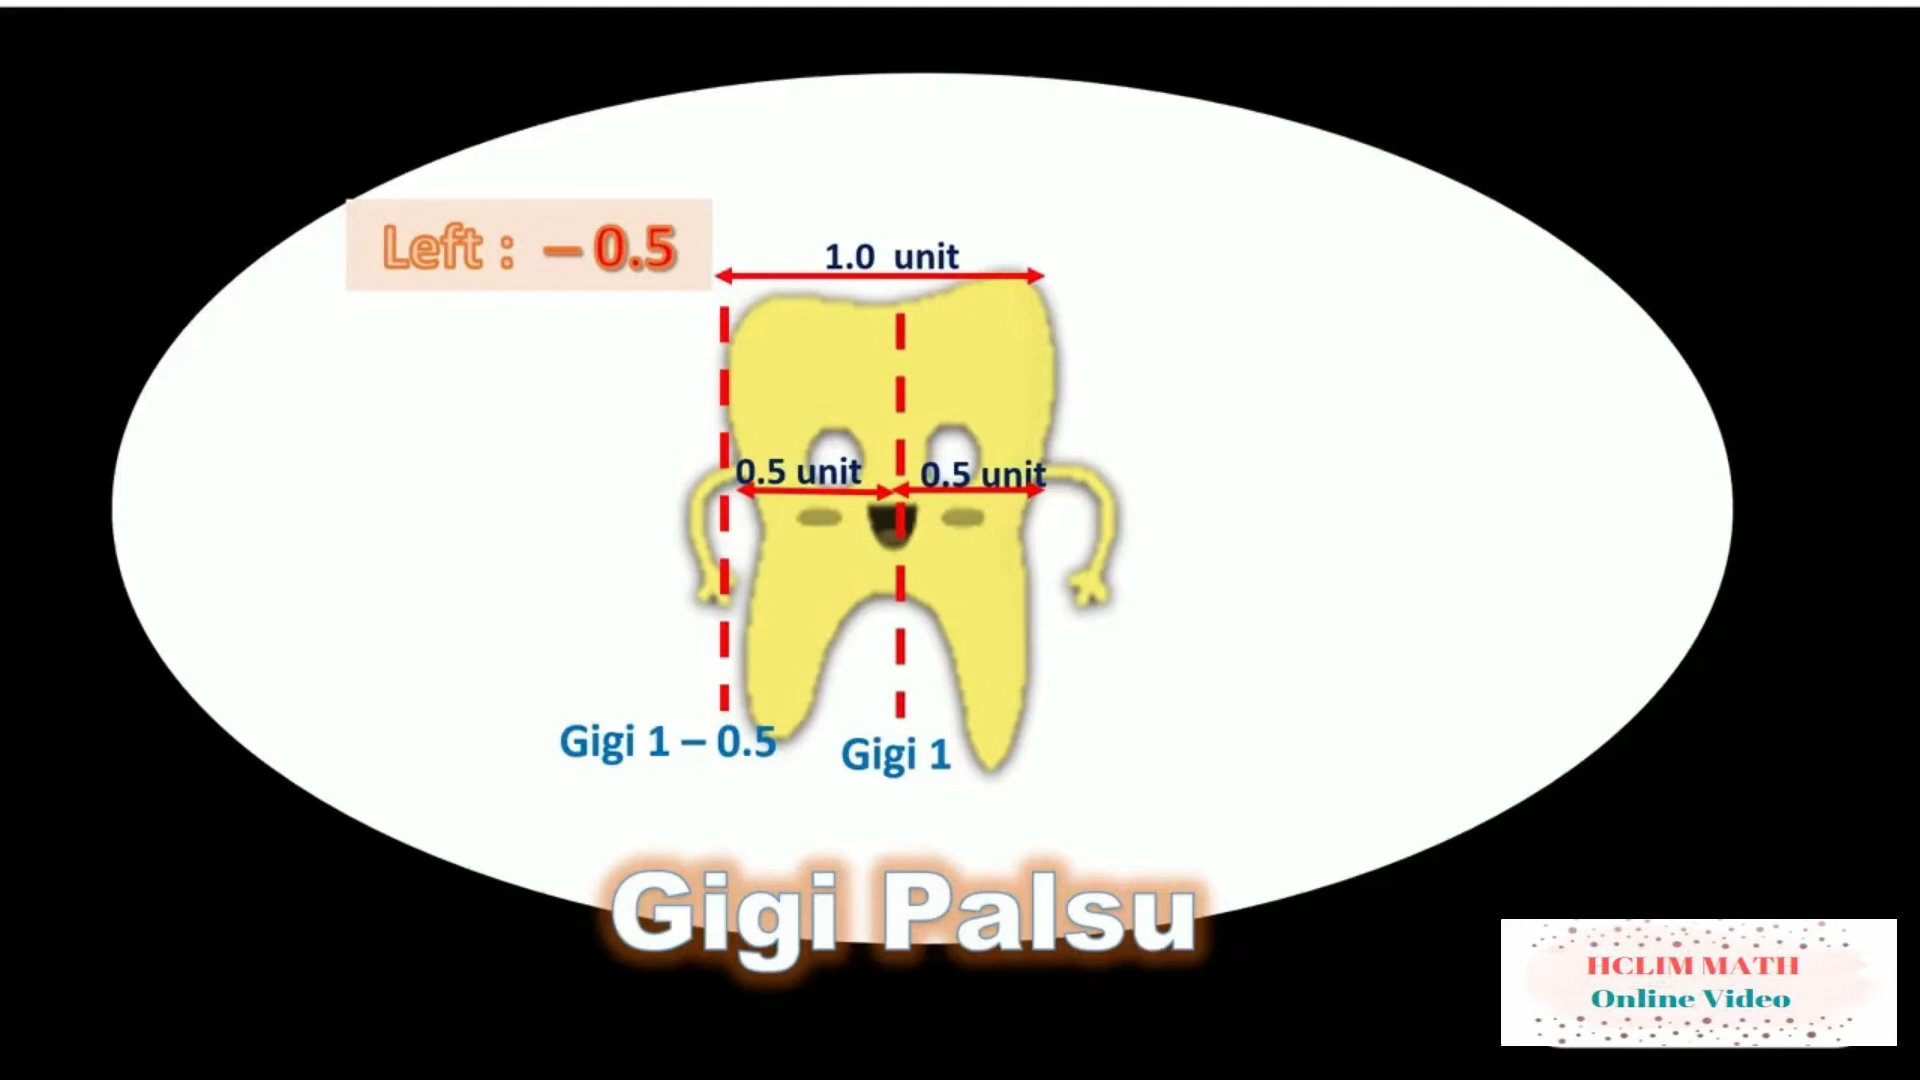 Left : – 0.5
1.0 unit
0.5 unit
0.5 unit
Gigi 1 – 0.5
Gigi 1
Gigi Palsu
HCLIM MATH
Online Video